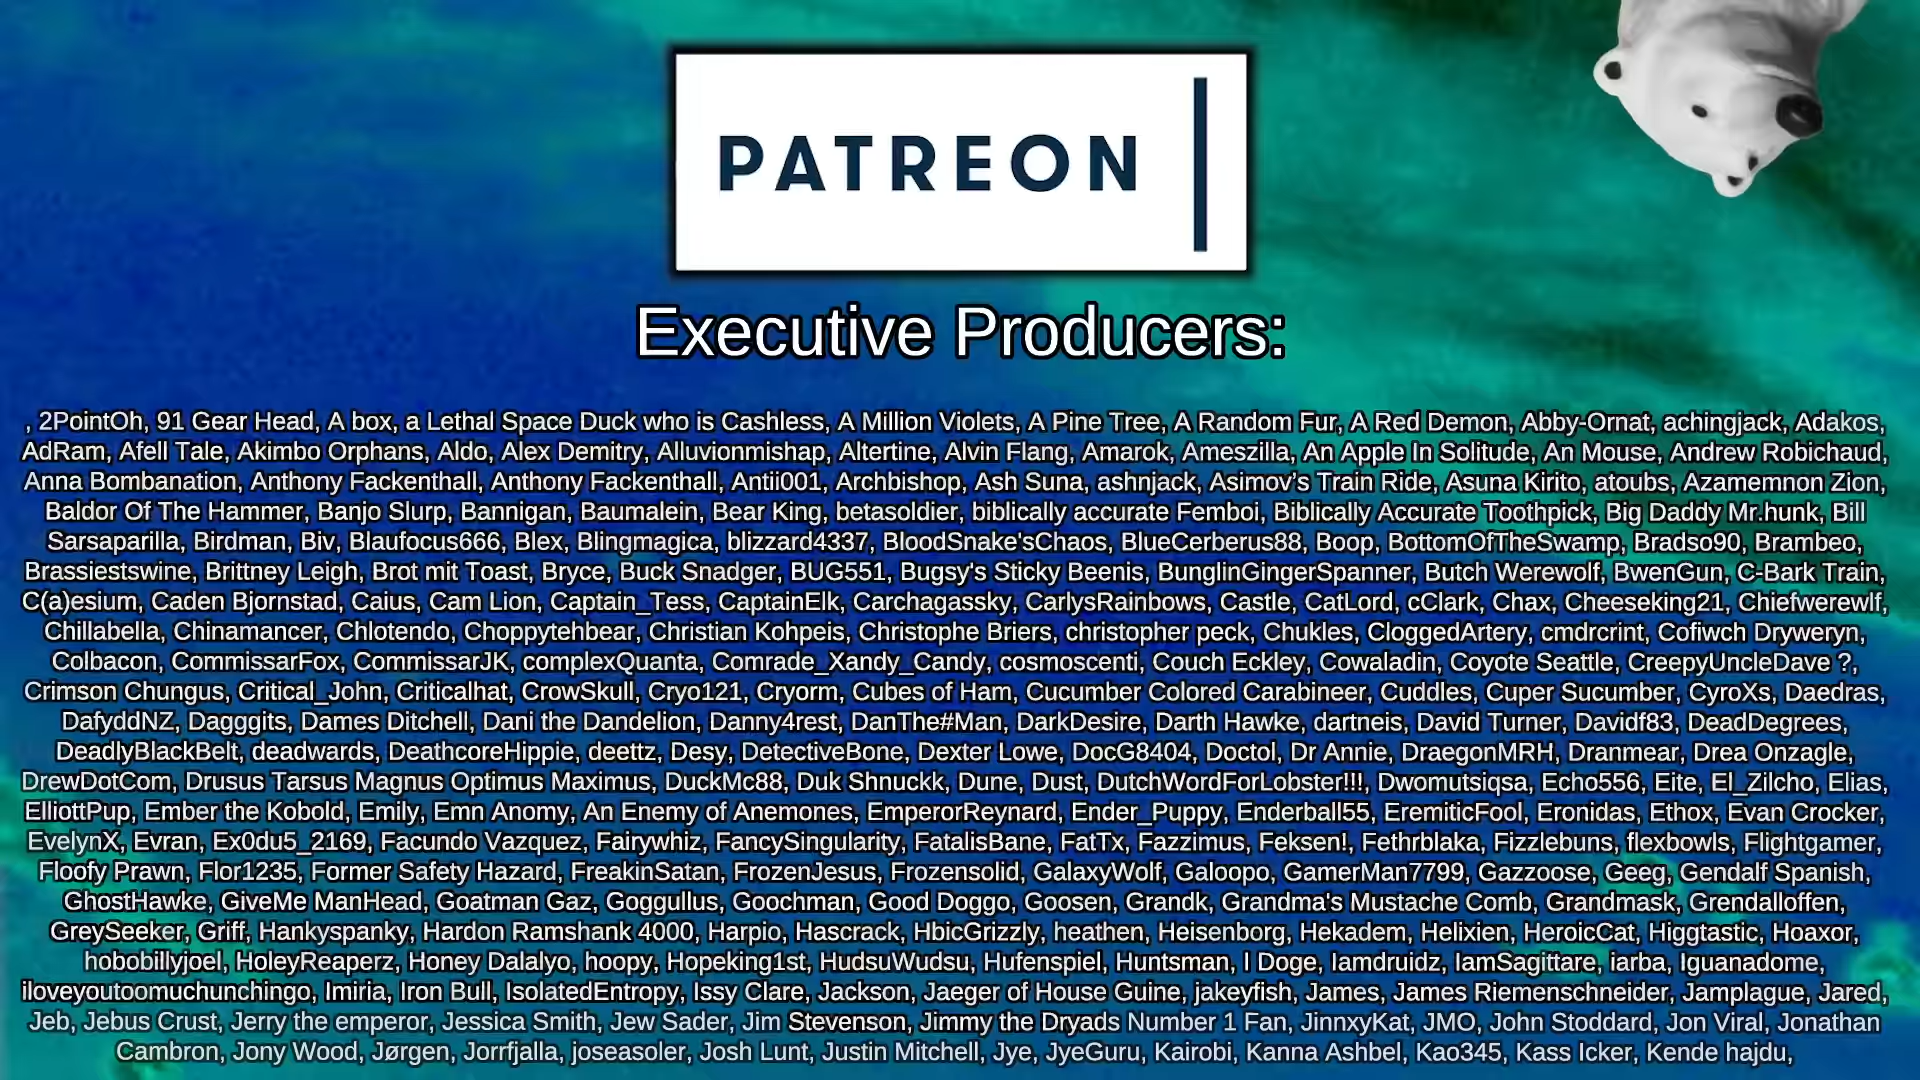 PATREON
Executive Producers:
, 2PointOh, 91 Gear Head, A box, a Lethal Space Duck who is Cashless, A Million Violets, A Pine Tree, A Random Fur, A Red Demon, Abby-Ornat, achingjack, Adakos,
AdRam, Afell Tale, Akimbo Orphans, Aldo, Alex Demitry, Alluvionmishap, Altertine, Alvin Flang, Amarok, Ameszilla, An Apple In Solitude, An Mouse, Andrew Robichaud,
Anna Bombanation, Anthony Fackenthall, Anthony Fackenthall, Antii001, Archbishop, Ash Suna, ashnjack, Asimov's Train Ride, Asuna Kirito, atoubs, Azamemnon Zion,
Baldor Of The Hammer, Banjo Slurp, Bannigan, Baumalein, Bear King, betasoldier, biblically accurate Femboi, Biblically Accurate Toothpick, Big Daddy Mr.hunk, Bill
Sarsaparilla, Birdman, Biv, Blaufocus666, Blex, Blingmagica, blizzard4337, BloodSnake'sChaos, BlueCerberus88, Boop, BottomOfTheSwamp, Bradso90, Brambeo,
Brassiestswine, Brittney Leigh, Brot mit Toast, Bryce, Buck Snadger, BUG551, Bugsy's Sticky Beenis, BunglinGingerSpanner, Butch Werewolf, BwenGun, C-Bark Train,
C(a)esium, Caden Bjornstad, Caius, Cam Lion, Captain_Tess, CaptainElk, Carchagassky, CarlysRainbows, Castle, CatLord, cClark, Chax, Cheeseking21, Chiefwerewlf,
Chillabella, Chinamancer, Chlotendo, Choppytehbear, Christian Kohpeis, Christophe Briers, christopher peck, Chukles, CloggedArtery, cmdrcrint, Cofiwch Dryweryn,
Colbacon, CommissarFox, CommissarJK, complexQuanta, Comrade_Xandy_Candy, cosmoscenti, Couch Eckley, Cowaladin, Coyote Seattle, CreepyUncleDave ?,
Crimson Chungus, Critical_John, Criticalhat, CrowSkull, Cryo121, Cryorm, Cubes of Ham, Cucumber Colored Carabineer, Cuddles, Cuper Sucumber, CyroXs, Daedras,
DafyddNZ, Dagggits, Dames Ditchell, Dani the Dandelion, Danny4rest, DanThe#Man, DarkDesire, Darth Hawke, dartneis, David Turner, Davidf83, DeadDegrees,
DeadlyBlackBelt, deadwards, DeathcoreHippie, deettz, Desy, DetectiveBone, Dexter Lowe, DocG8404, Doctol, Dr Annie, DraegonMRH, Dranmear, Drea Onzagle,
DrewDotCom, Drusus Tarsus Magnus Optimus Maximus, DuckMc88, Duk Shnuckk, Dune, Dust, DutchWordForLobster!!!, Dwomutsiqsa, Echo556, Eite, El_Zilcho, Elias,
ElliottPup, Ember the Kobold, Emily, Emn Anomy, An Enemy of Anemones, EmperorReynard, Ender_Puppy, Enderball55, EremiticFool, Eronidas, Ethox, Evan Crocker,
EvelynX, Evran, Ex0du5_2169, Facundo Vazquez, Fairywhiz, FancySingularity, FatalisBane, FatTx, Fazzimus, Feksen!, Fethrblaka, Fizzlebuns, flexbowls, Flightgamer,
Floofy Prawn, Flor1235, Former Safety Hazard, FreakinSatan, FrozenJesus, Frozensolid, GalaxyWolf, Galoopo, GamerMan7799, Gazzoose, Geeg, Gendalf Spanish,
GhostHawke, GiveMe ManHead, Goatman Gaz, Goggullus, Goochman, Good Doggo, Goosen, Grandk, Grandma's Mustache Comb, Grandmask, Grendalloffen,
GreySeeker, Griff, Hankyspanky, Hardon Ramshank 4000, Harpio, Hascrack, HbicGrizzly, heathen, Heisenborg, Hekadem, Helixien, HeroicCat, Higgtastic, Hoaxor,
hobobillyjoel, HoleyReaperz, Honey Dalalyo, hoopy, Hopeking1st, HudsuWudsu, Hufenspiel, Huntsman, I Doge, Iamdruidz, IamSagittare, iarba, Iguanadome,
iloveyoutoomuchunchingo, Imiria, Iron Bull, IsolatedEntropy, Issy Clare, Jackson, Jaeger of House Guine, jakeyfish, James, James Riemenschneider, Jamplague, Jared,
Jeb, Jebus Crust, Jerry the emperor, Jessica Smith, Jew Sader, Jim Stevenson, Jimmy the Dryads Number 1 Fan, JinnxyKat, JMO, John Stoddard, Jon Viral, Jonathan
Cambron, Jony Wood, Jørgen, Jorrfjalla, joseasoler, Josh Lunt, Justin Mitchell, Jye, JyeGuru, Kairobi, Kanna Ashbel, Kao345, Kass Icker, Kende hajdu,